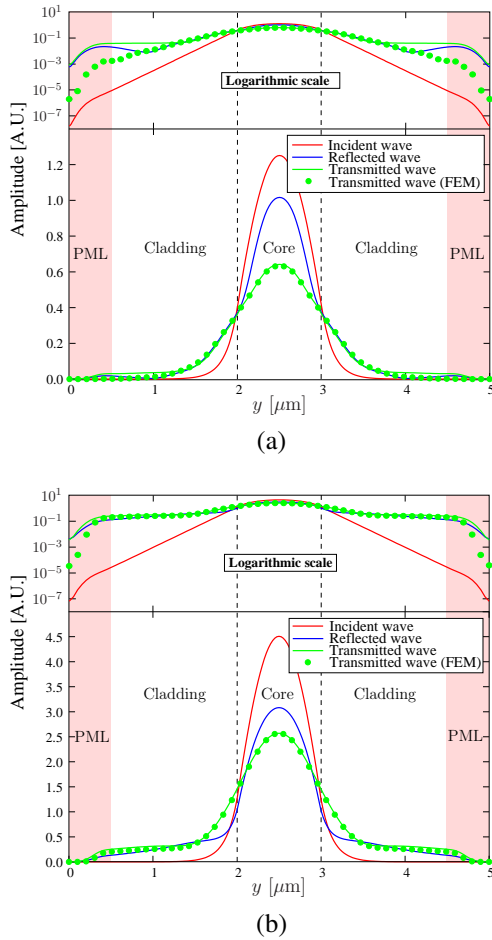 10^1
10^-1
10^-3
10^-5
10^-7
Logarithmic scale
Amplitude [A.U.]
Incident wave
Reflected wave
Transmitted wave
Transmitted wave (FEM)
1.2
1.0
0.8
0.6
0.4
0.2
0.0
PML
Cladding
Core
Cladding
PML
0 1 2 3 4 5
y [μm]
(a)
10^1
10^-1
10^-3
10^-5
10^-7
Logarithmic scale
Amplitude [A.U.]
Incident wave
Reflected wave
Transmitted wave
Transmitted wave (FEM)
4.5
4.0
3.5
3.0
2.5
2.0
1.5
1.0
0.5
0.0
Cladding
Core
Cladding
PML
PML
0 1 2 3 4 5
y [μm]
(b)